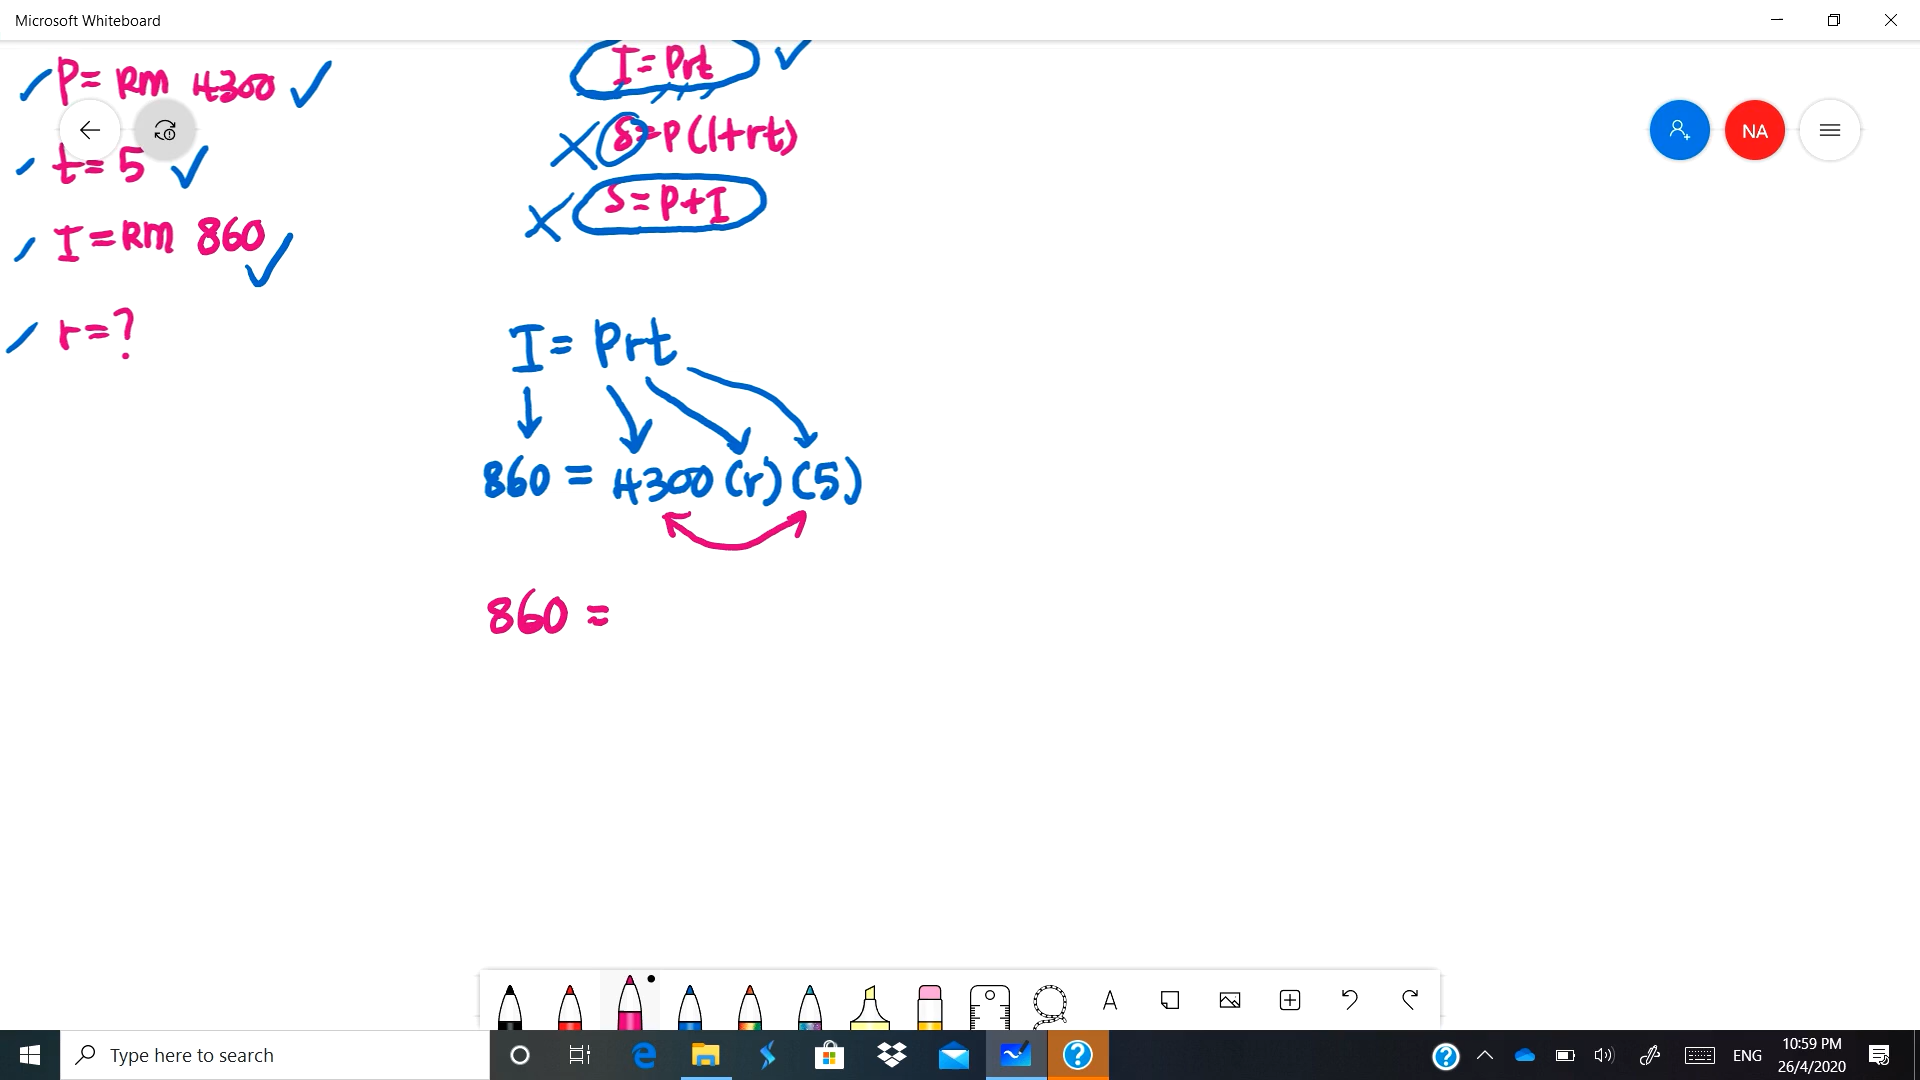 Microsoft Whiteboard
P = RM 4300
t = 5
I = RM 860
r = ?
I = Prt
S = P(1+rt)
S = P+I
I = Prt
860 = 4300(r)(5)
860 =
NA
A
Type here to search
ENG
10:59 PM
26/4/2020